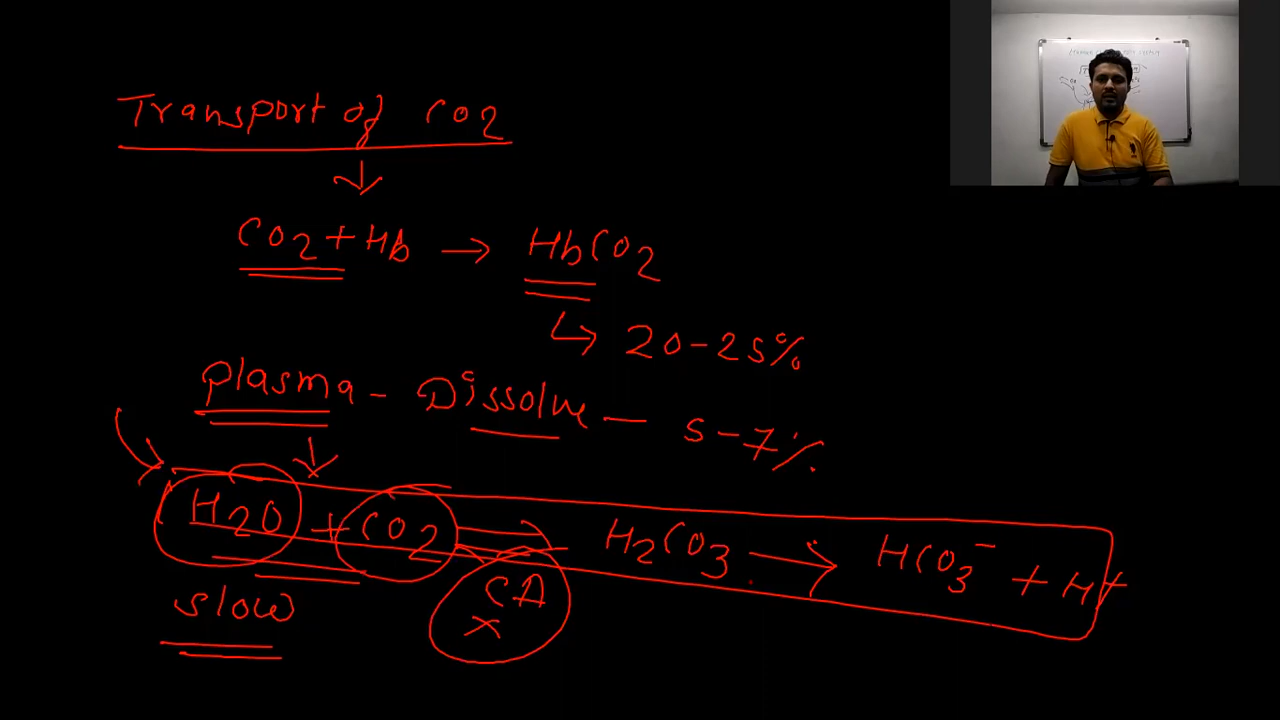 Transport of CO2
↓
CO2 + Hb → HbCO2
↳ 20-25%
plasma - Dissolve - 5-7%
↓
H2O + CO2 → H2CO3 → HCO3⁻ + H+
CA
slow
×